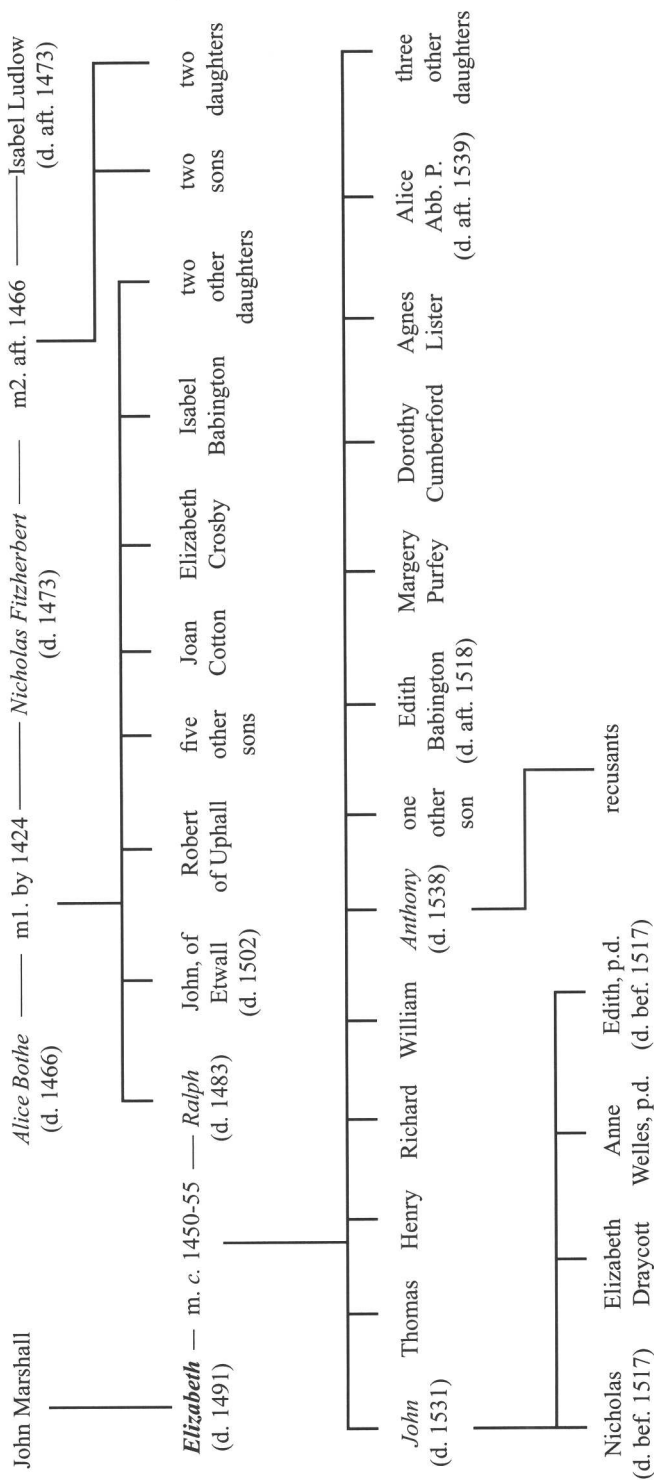 John Marshall
Alice Bothe — m1. by 1424 — Nicholas Fitzherbert — m2. aft. 1466 — Isabel Ludlow
(d. 1466)
(d. 1473)
(d. aft. 1473)
Elizabeth — m. c. 1450-55 — Ralph
(d. 1491)
(d. 1483)
John, of
Etwall
(d. 1502)
Robert
of Uphall
five
other
sons
Joan
Cotton
Elizabeth
Crosby
Isabel
Babington
two
other
daughters
two
sons
two
daughters
John
(d. 1531)
Thomas
Henry
Richard
William
Anthony
(d. 1538)
one
other
son
Edith
Babington
(d. aft. 1518)
Margery
Purfey
Dorothy
Cumberford
Agnes
Lister
Alice
Abb. P.
(d. aft. 1539)
three
other
daughters
Nicholas
(d. bef. 1517)
Elizabeth
Draycott
Anne
Welles, p.d.
Edith, p.d.
(d. bef. 1517)
recusants